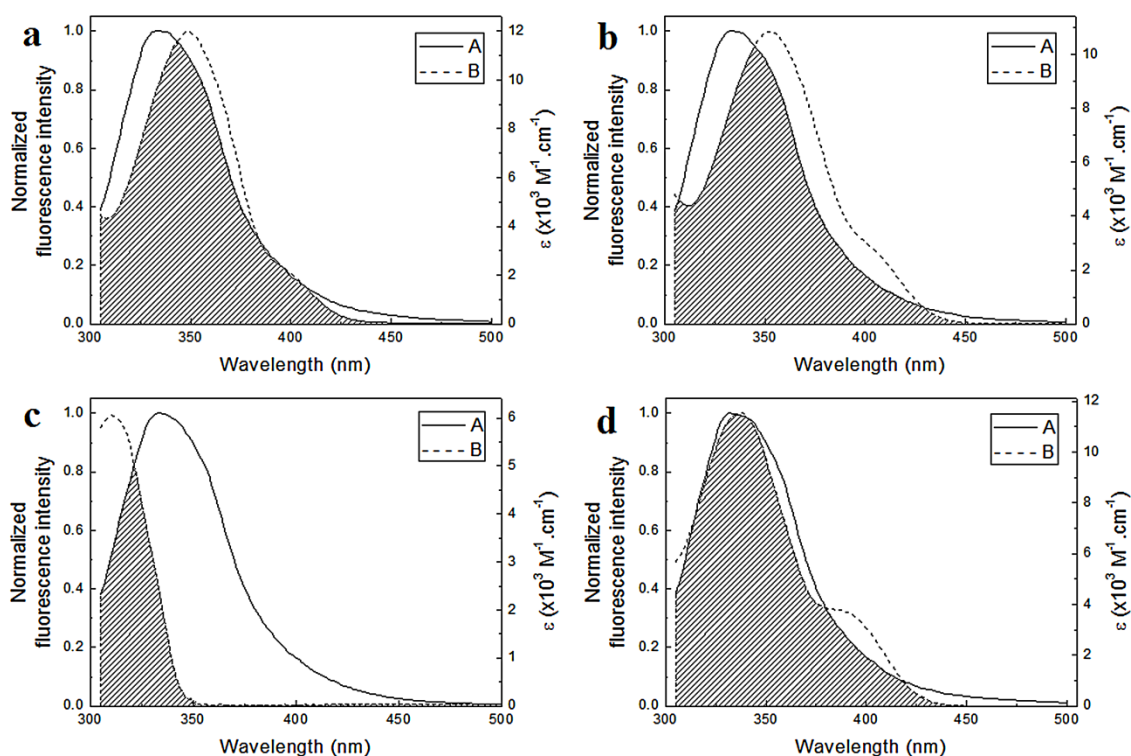 a
A
B
1.0
0.8
0.6
0.4
0.2
0.0
Normalized
fluorescence intensity
12
10
8
6
4
2
0
ε (x10³ M⁻¹.cm⁻¹)
300 350 400 450 500
Wavelength (nm)
b
A
B
1.0
0.8
0.6
0.4
0.2
0.0
Normalized
fluorescence intensity
10
8
6
4
2
0
ε (x10³ M⁻¹.cm⁻¹)
300 350 400 450 500
Wavelength (nm)
c
A
B
1.0
0.8
0.6
0.4
0.2
0.0
Normalized
fluorescence intensity
6
5
4
3
2
1
0
ε (x10³ M⁻¹.cm⁻¹)
300 350 400 450 500
Wavelength (nm)
d
A
B
1.0
0.8
0.6
0.4
0.2
0.0
Normalized
fluorescence intensity
12
10
8
6
4
2
0
ε (x10³ M⁻¹.cm⁻¹)
300 350 400 450 500
Wavelength (nm)